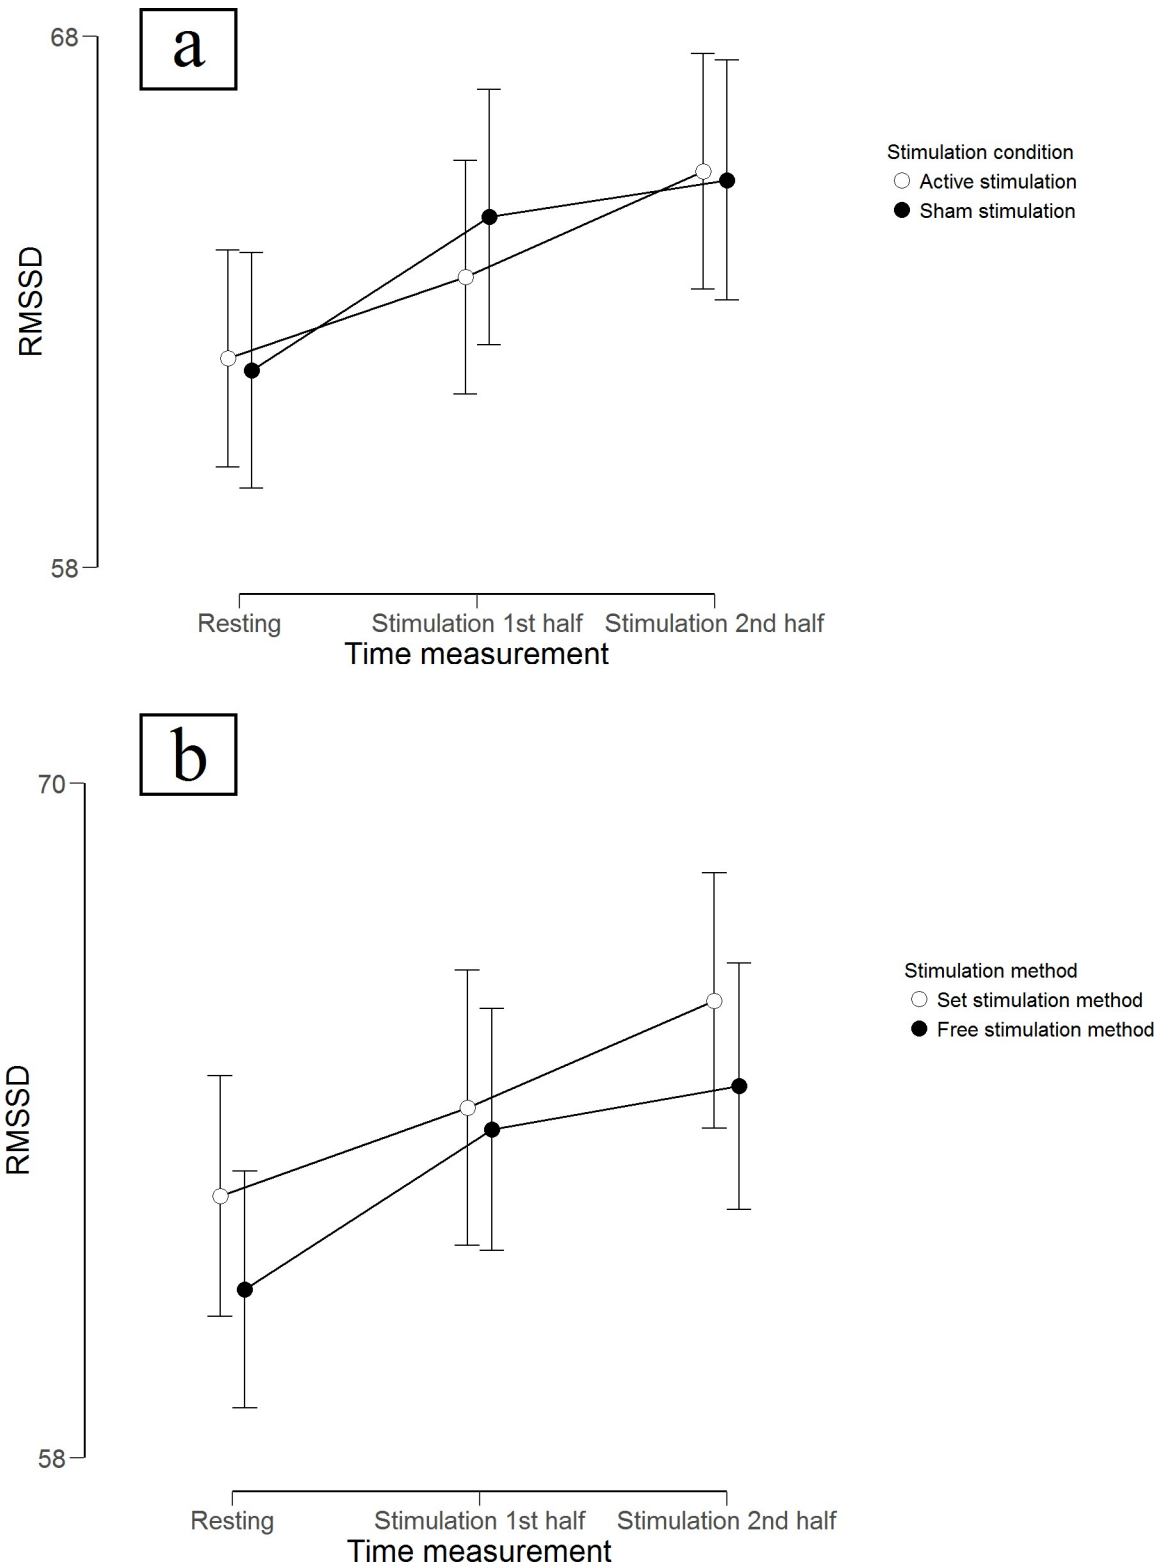 a
68
58
RMSSD
Resting
Stimulation 1st half
Stimulation 2nd half
Time measurement
Stimulation condition
Active stimulation
Sham stimulation
b
70
58
RMSSD
Resting
Stimulation 1st half
Stimulation 2nd half
Time measurement
Stimulation method
Set stimulation method
Free stimulation method